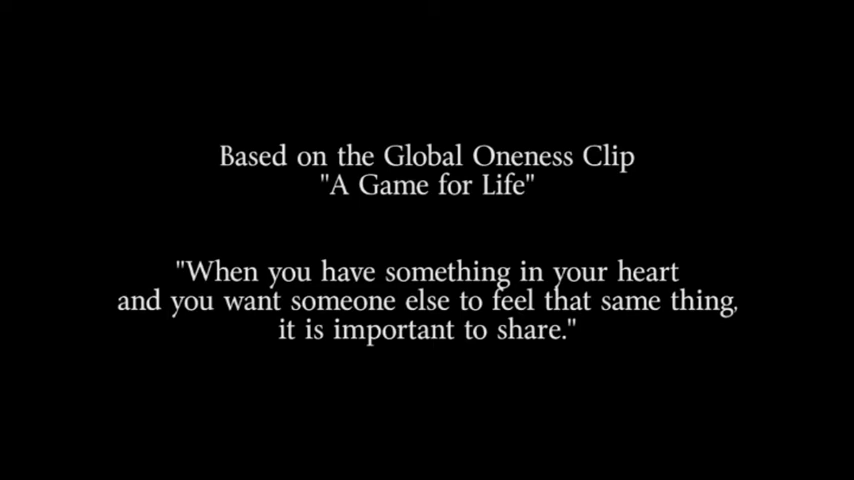 Based on the Global Oneness Clip
"A Game for Life"
"When you have something in your heart
and you want someone else to feel that same thing,
it is important to share."